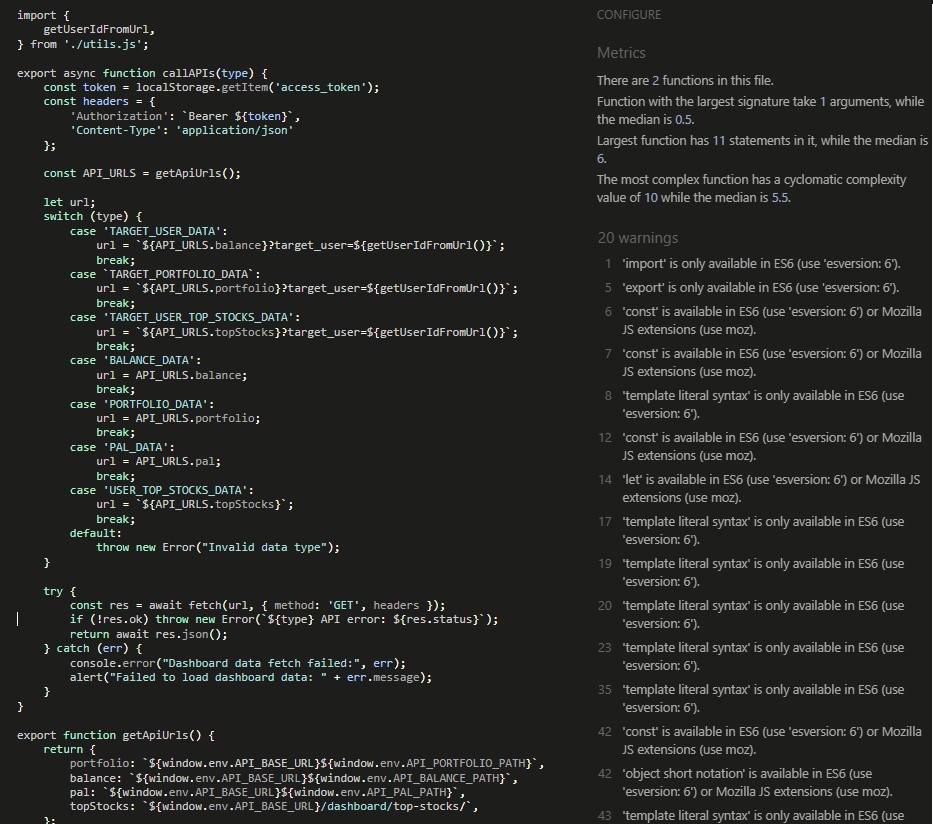 import {
    getUserIdFromUrl,
} from './utils.js';

export async function callAPIs(type) {
    const token = localStorage.getItem('access_token');
    const headers = {
        'Authorization': `Bearer ${token}`,
        'Content-Type': 'application/json'
    };

    const API_URLS = getApiUrls();

    let url;
    switch (type) {
        case 'TARGET_USER_DATA':
            url = `${API_URLS.balance}?target_user=${getUserIdFromUrl()}`;
            break;
        case `TARGET_PORTFOLIO_DATA`:
            url = `${API_URLS.portfolio}?target_user=${getUserIdFromUrl()}`;
            break;
        case 'TARGET_USER_TOP_STOCKS_DATA':
            url = `${API_URLS.topStocks}?target_user=${getUserIdFromUrl()}`;
            break;
        case 'BALANCE_DATA':
            url = API_URLS.balance;
            break;
        case 'PORTFOLIO_DATA':
            url = API_URLS.portfolio;
            break;
        case 'PAL_DATA':
            url = API_URLS.pal;
            break;
        case 'USER_TOP_STOCKS_DATA':
            url = `${API_URLS.topStocks}`;
            break;
        default:
            throw new Error("Invalid data type");
    }

    try {
        const res = await fetch(url, { method: 'GET', headers });
        if (!res.ok) throw new Error(`${type} API error: ${res.status}`);
        return await res.json();
    } catch (err) {
        console.error("Dashboard data fetch failed:", err);
        alert("Failed to load dashboard data: " + err.message);
    }
}

export function getApiUrls() {
    return {
        portfolio: `${window.env.API_BASE_URL}${window.env.API_PORTFOLIO_PATH}`,
        balance: `${window.env.API_BASE_URL}${window.env.API_BALANCE_PATH}`,
        pal: `${window.env.API_BASE_URL}${window.env.API_PAL_PATH}`,
        topStocks: `${window.env.API_BASE_URL}/dashboard/top-stocks/`,
    };
CONFIGURE
Metrics
There are 2 functions in this file.
Function with the largest signature take 1 arguments, while
the median is 0.5.
Largest function has 11 statements in it, while the median is
6.
The most complex function has a cyclomatic complexity
value of 10 while the median is 5.5.
20 warnings
1 'import' is only available in ES6 (use 'esversion: 6').
5 'export' is only available in ES6 (use 'esversion: 6').
6 'const' is available in ES6 (use 'esversion: 6') or Mozilla
JS extensions (use moz).
7 'const' is available in ES6 (use 'esversion: 6') or Mozilla
JS extensions (use moz).
8 'template literal syntax' is only available in ES6 (use
'esversion: 6').
12 'const' is available in ES6 (use 'esversion: 6') or Mozilla
JS extensions (use moz).
14 'let' is available in ES6 (use 'esversion: 6') or Mozilla JS
extensions (use moz).
17 'template literal syntax' is only available in ES6 (use
'esversion: 6').
19 'template literal syntax' is only available in ES6 (use
'esversion: 6').
20 'template literal syntax' is only available in ES6 (use
'esversion: 6').
23 'template literal syntax' is only available in ES6 (use
'esversion: 6').
35 'template literal syntax' is only available in ES6 (use
'esversion: 6').
42 'const' is available in ES6 (use 'esversion: 6') or Mozilla
JS extensions (use moz).
42 'object short notation' is available in ES6 (use
'esversion: 6') or Mozilla JS extensions (use moz).
43 'template literal syntax' is only available in ES6 (use